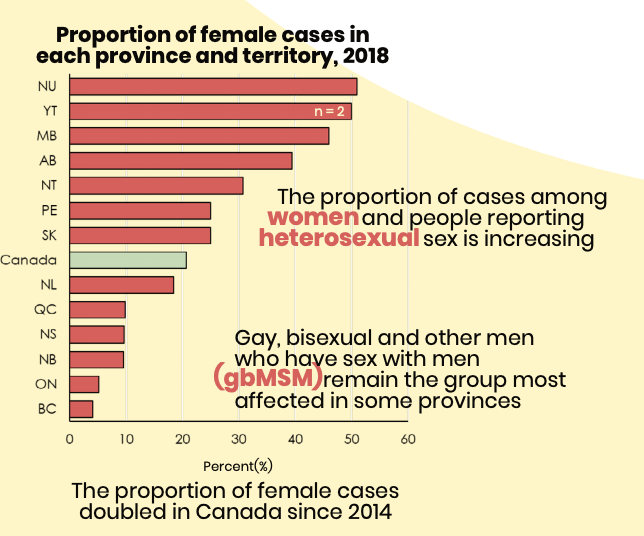 Proportion of female cases in
each province and territory, 2018
NU
YT
n = 2
MB
AB
NT
PE
SK
Canada
NL
QC
NS
NB
ON
BC
0 10 20 30 40 50 60
Percent(%)
The proportion of cases among
women and people reporting
heterosexual sex is increasing
Gay, bisexual and other men
who have sex with men
(gbMSM) remain the group most
affected in some provinces
The proportion of female cases
doubled in Canada since 2014